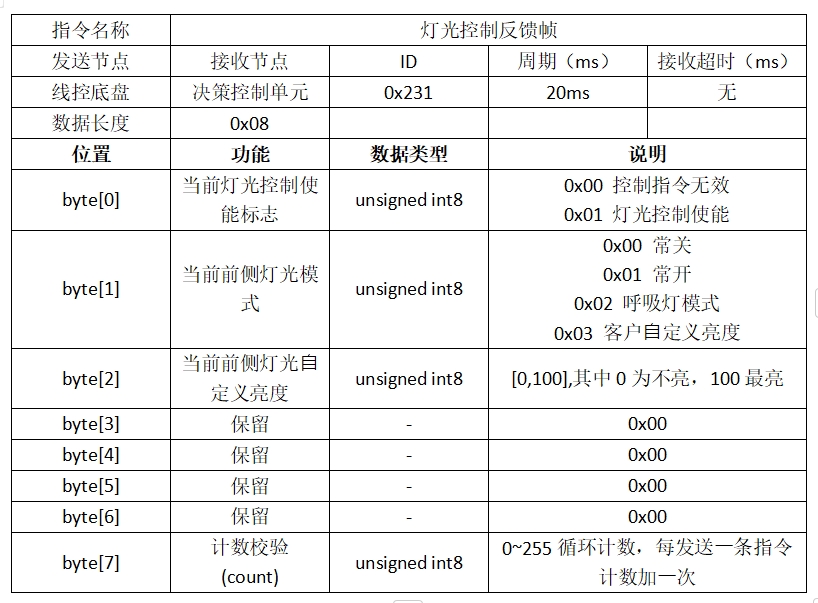 指令名称 灯光控制反馈帧
发送节点 接收节点 ID 周期（ms） 接收超时（ms）
线控底盘 决策控制单元 0x231 20ms 无
数据长度 0x08
位置 功能 数据类型 说明
byte[0] 当前灯光控制使能标志 unsigned int8 0x00 控制指令无效
0x01 灯光控制使能
byte[1] 当前前侧灯光模式 unsigned int8 0x00 常关
0x01 常开
0x02 呼吸灯模式
0x03 客户自定义亮度
byte[2] 当前前侧灯光自定义亮度 unsigned int8 [0,100],其中 0 为不亮，100 最亮
byte[3] 保留 - 0x00
byte[4] 保留 - 0x00
byte[5] 保留 - 0x00
byte[6] 保留 - 0x00
byte[7] 计数校验(count) unsigned int8 0~255 循环计数，每发送一条指令计数加一次